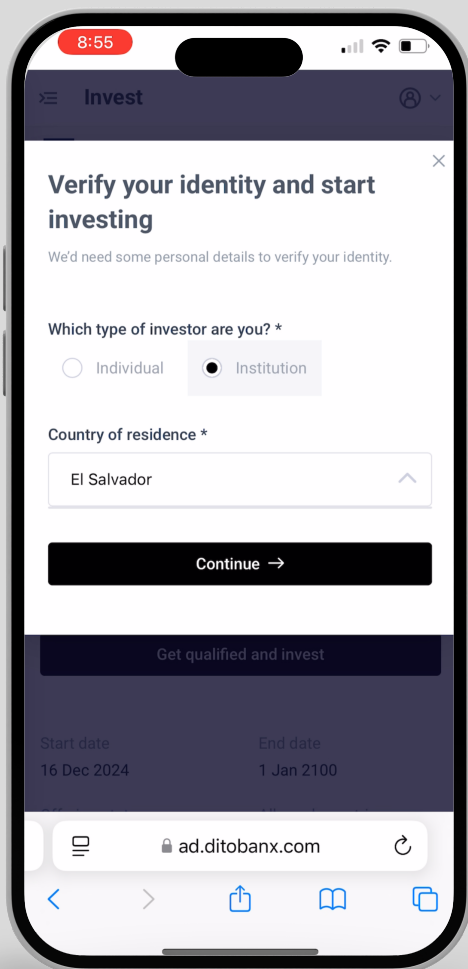 8:55
Invest
Verify your identity and start
investing
We'd need some personal details to verify your identity.
Which type of investor are you? *
Individual
Institution
Country of residence *
El Salvador
Continue →
Get qualified and invest
Start date
End date
16 Dec 2024
1 Jan 2100
ad.ditobanx.com